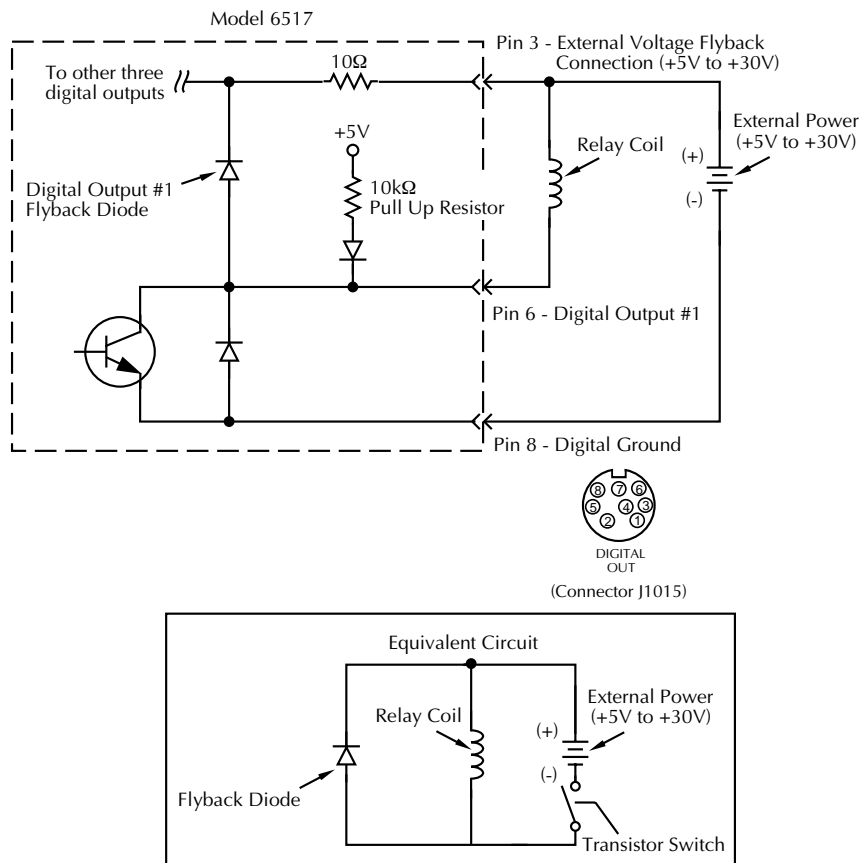 Model 6517
Pin 3 - External Voltage Flyback
Connection (+5V to +30V)
To other three
digital outputs
10Ω
+5V
External Power
(+5V to +30V)
Relay Coil
(+)
(-)
Digital Output #1
Flyback Diode
10kΩ
Pull Up Resistor
Pin 6 - Digital Output #1
Pin 8 - Digital Ground
8 7 6
5 4 3
2 1
DIGITAL
OUT
(Connector J1015)
Equivalent Circuit
External Power
(+5V to +30V)
Relay Coil
(+)
(-)
Flyback Diode
Transistor Switch